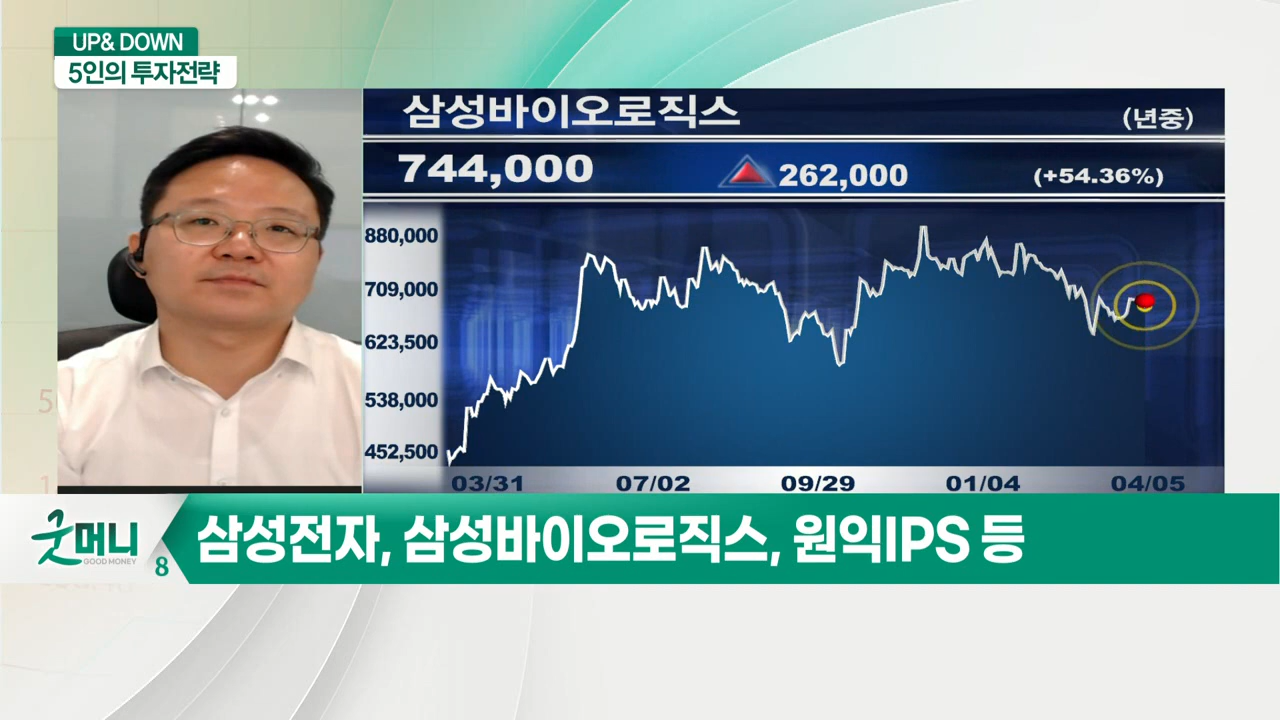 UP& DOWN
5인의 투자전략
삼성바이오로직스
(년중)
744,000
262,000
(+54.36%)
880,000
709,000
623,500
538,000
452,500
03/31 07/02 09/29 01/04 04/05
굿머니
GOOD MONEY
8
삼성전자, 삼성바이오로직스, 원익IPS 등